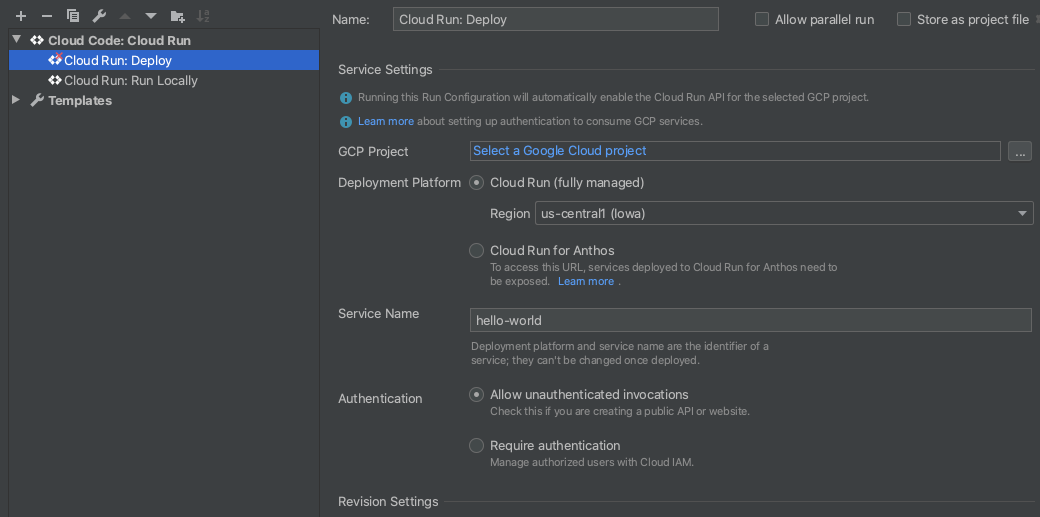 Name:
Cloud Run: Deploy
Allow parallel run
Store as project file
Cloud Code: Cloud Run
Cloud Run: Deploy
Cloud Run: Run Locally
Templates
Service Settings
Running this Run Configuration will automatically enable the Cloud Run API for the selected GCP project.
Learn more about setting up authentication to consume GCP services.
GCP Project
Select a Google Cloud project
...
Deployment Platform
Cloud Run (fully managed)
Region
us-central1 (Iowa)
Cloud Run for Anthos
To access this URL, services deployed to Cloud Run for Anthos need to
be exposed. Learn more .
Service Name
hello-world
Deployment platform and service name are the identifier of a
service; they can't be changed once deployed.
Authentication
Allow unauthenticated invocations
Check this if you are creating a public API or website.
Require authentication
Manage authorized users with Cloud IAM.
Revision Settings